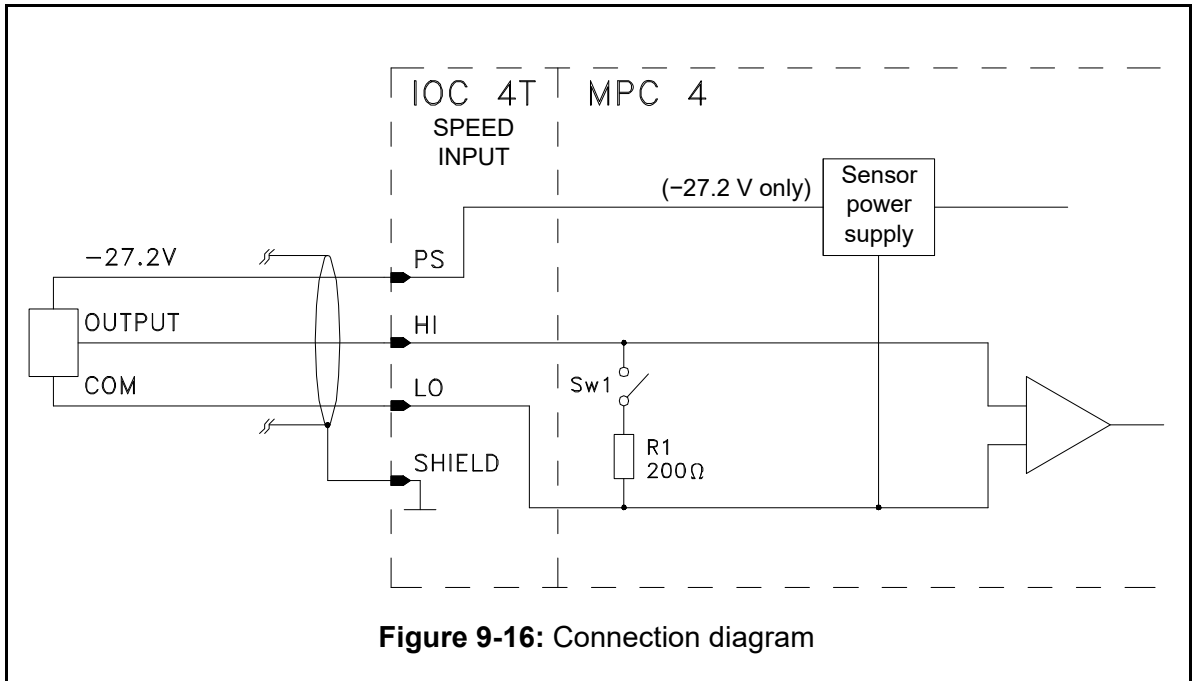 IOC 4T
MPC 4
SPEED
INPUT
(−27.2 V only)
Sensor
power
supply
−27.2V
PS
OUTPUT
HI
COM
LO
Sw1
R1
200Ω
SHIELD
Figure 9-16: Connection diagram